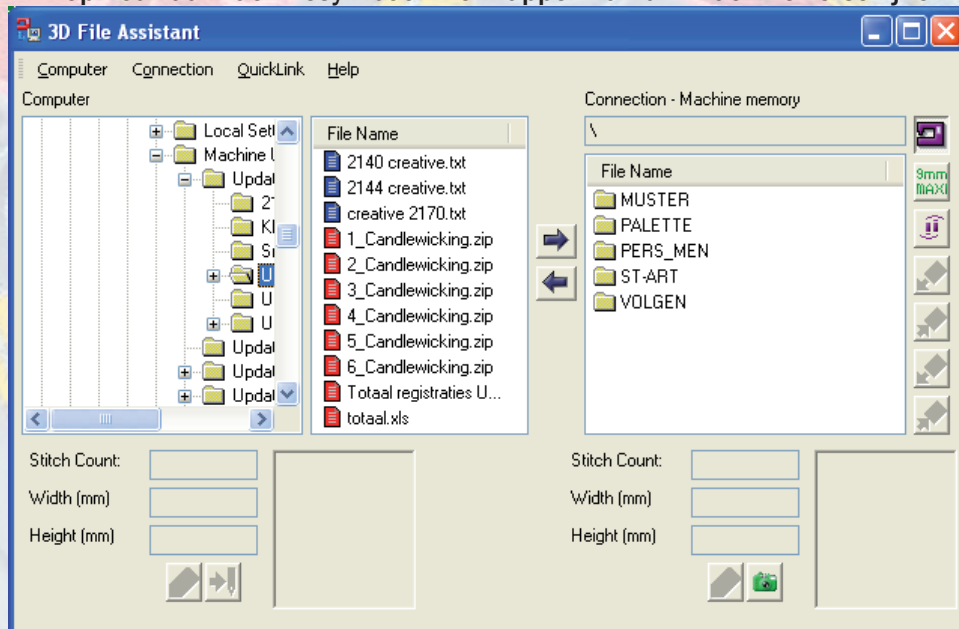 3D File Assistant
Computer Connection QuickLink Help
Computer
Local Sett
Machine
Updat
Updat
Updat
Updat
File Name
2140 creative.txt
2144 creative.txt
creative 2170.txt
1_Candlewicking.zip
2_Candlewicking.zip
3_Candlewicking.zip
4_Candlewicking.zip
5_Candlewicking.zip
6_Candlewicking.zip
Totaal registraties U...
totaal.xls
Connection - Machine memory
\
File Name
MUSTER
PALETTE
PERS_MEN
ST-ART
VOLGEN
9mm
MAXI
Stitch Count:
Width (mm)
Height (mm)
Stitch Count:
Width (mm)
Height (mm)